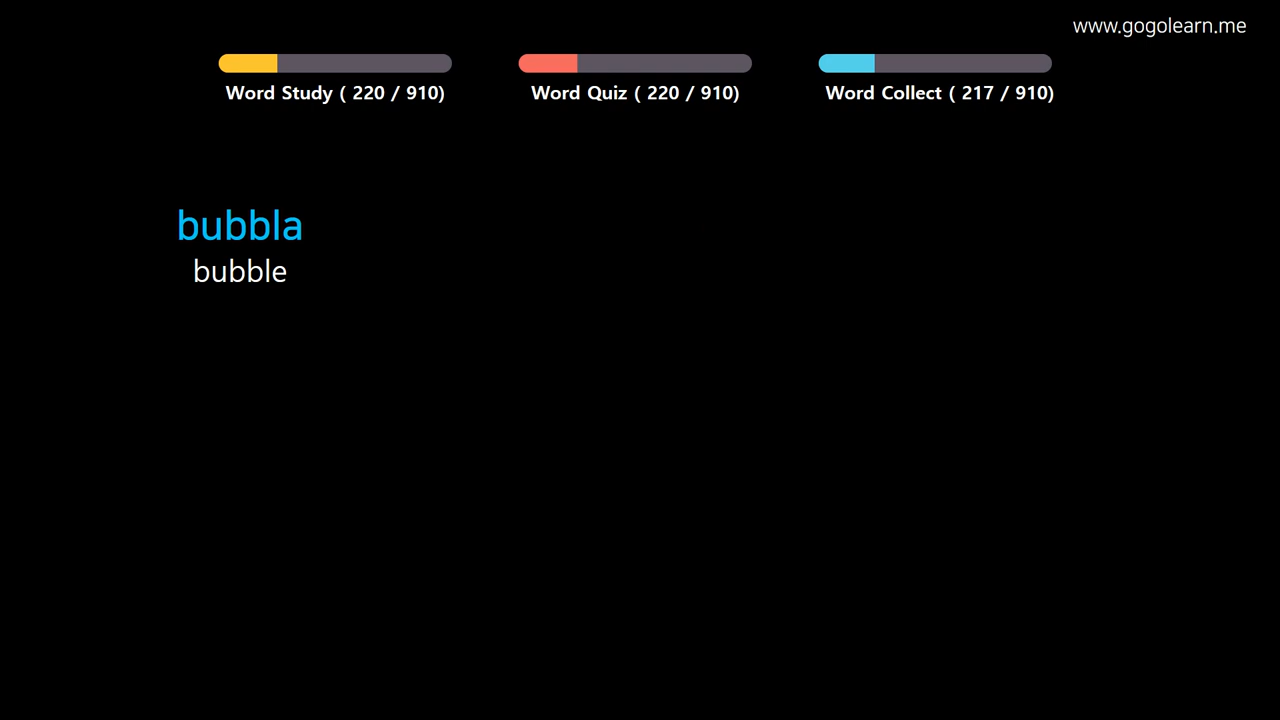 www.gogolearn.me
Word Study ( 220 / 910)
Word Quiz ( 220 / 910)
Word Collect ( 217 / 910)
bubbla
bubble